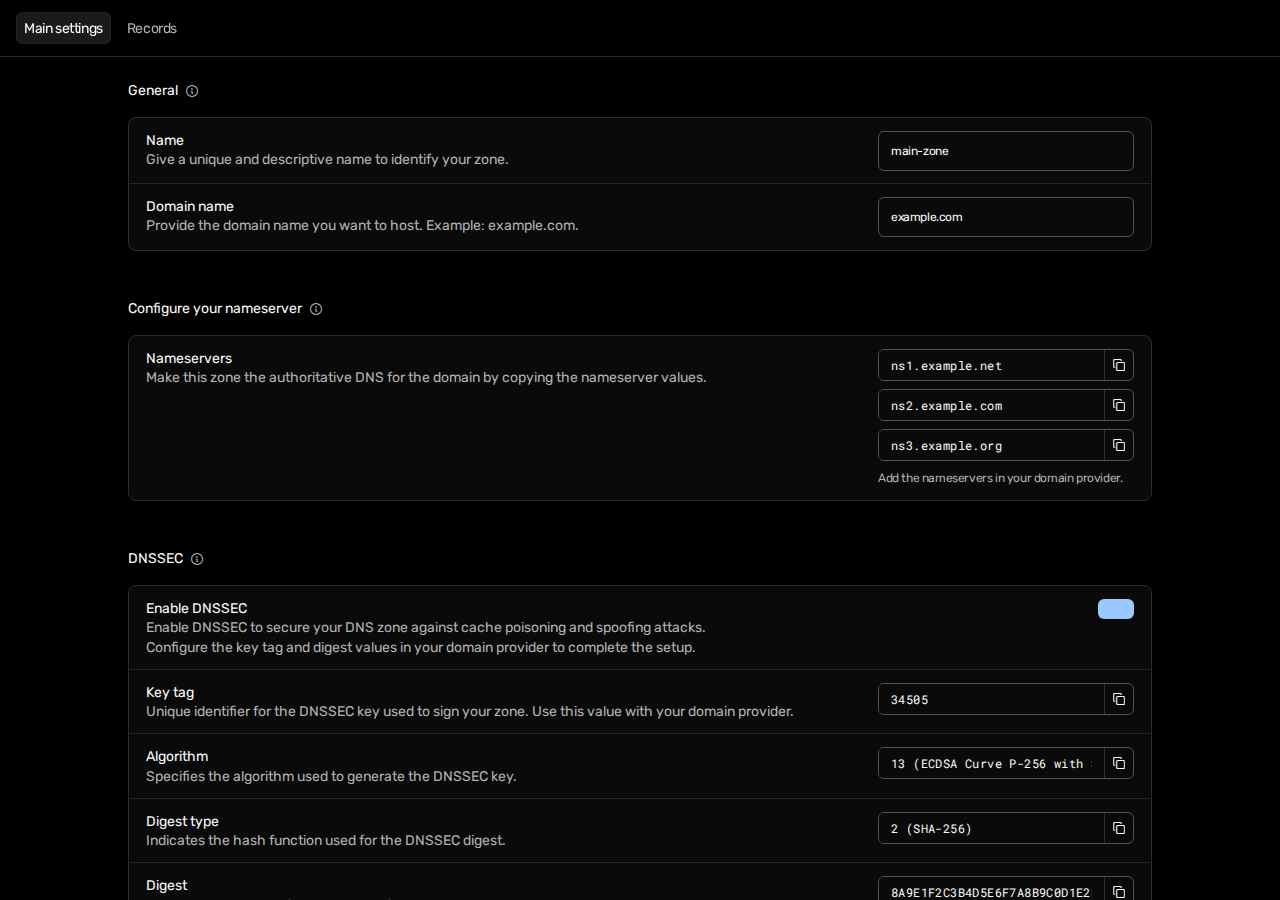 Main settings
Records
General
Name
Give a unique and descriptive name to identify your zone.
main-zone
Domain name
Provide the domain name you want to host. Example: example.com.
example.com
Configure your nameserver
Nameservers
Make this zone the authoritative DNS for the domain by copying the nameserver values.
ns1.example.net
ns2.example.com
ns3.example.org
Add the nameservers in your domain provider.
DNSSEC
Enable DNSSEC
Enable DNSSEC to secure your DNS zone against cache poisoning and spoofing attacks.
Configure the key tag and digest values in your domain provider to complete the setup.
Key tag
Unique identifier for the DNSSEC key used to sign your zone. Use this value with your domain provider.
34505
Algorithm
Specifies the algorithm used to generate the DNSSEC key.
13 (ECDSA Curve P-256 with
Digest type
Indicates the hash function used for the DNSSEC digest.
2 (SHA-256)
Digest
8A9E1F2C3B4D5E6F7A8B9C0D1E2